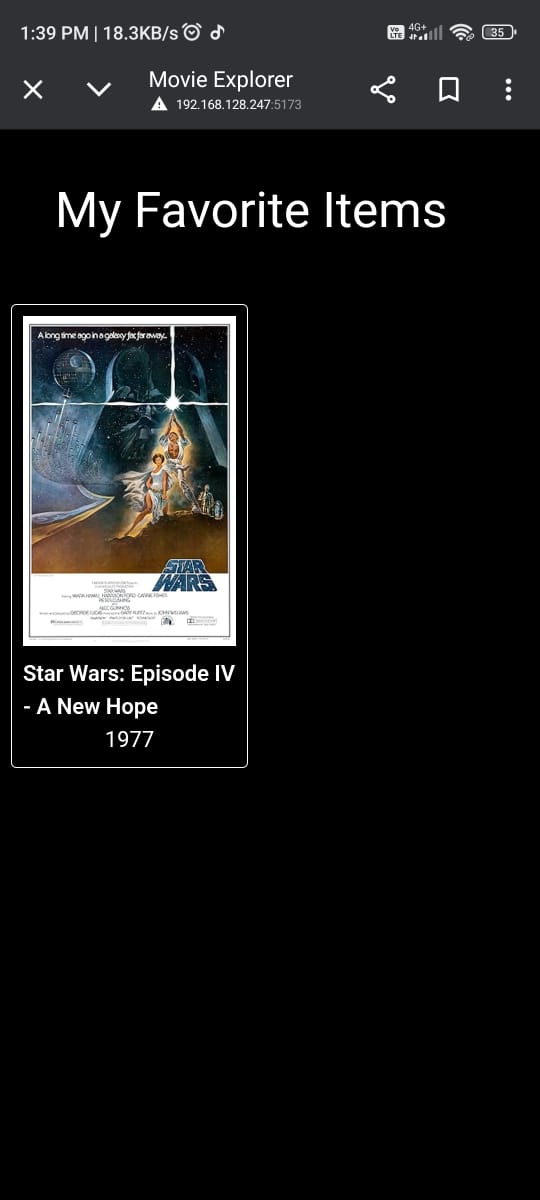 1:39 PM | 18.3KB/s
Vo LTE 4G+ 35
Movie Explorer
192.168.128.247:5173
My Favorite Items
A long time ago in a galaxy far, far away...
STAR
WARS
Star Wars: Episode IV
- A New Hope
1977